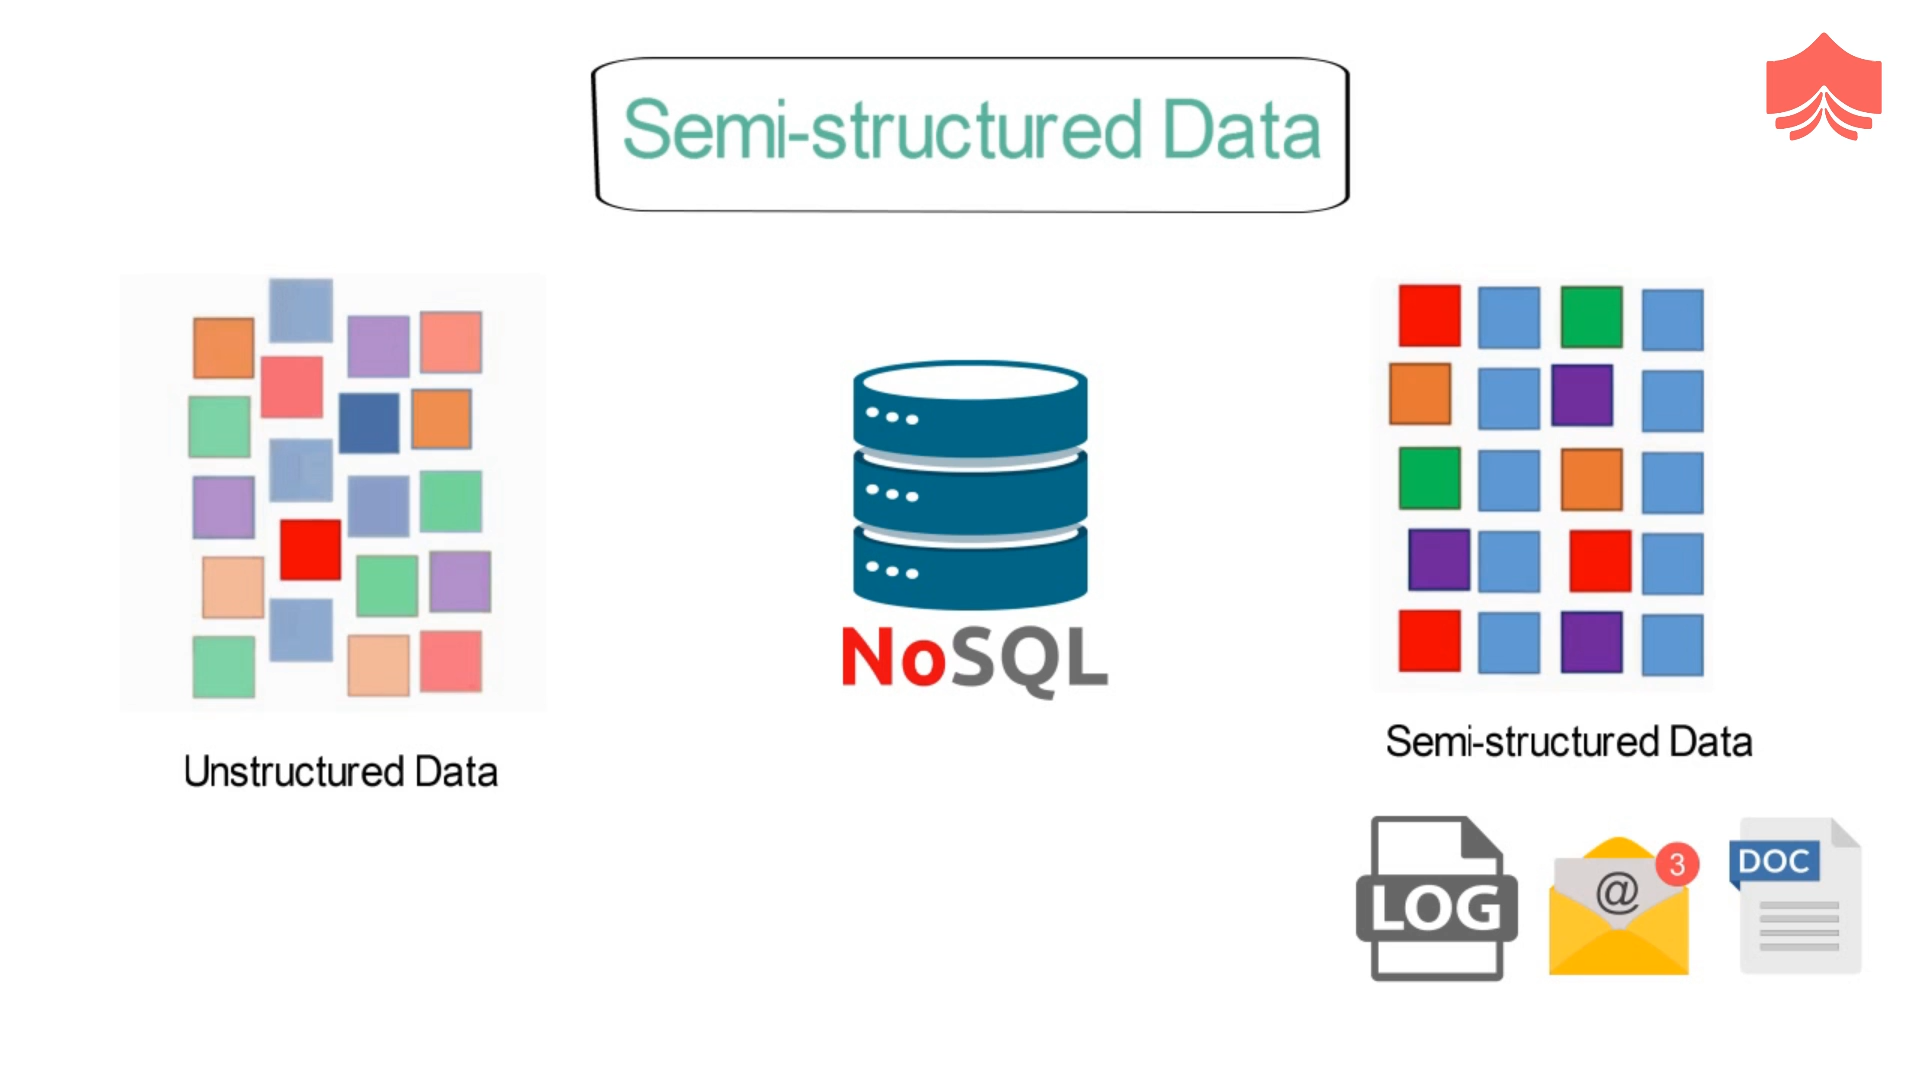 Semi-structured Data
NoSQL
Unstructured Data
Semi-structured Data
LOG
@
3
DOC